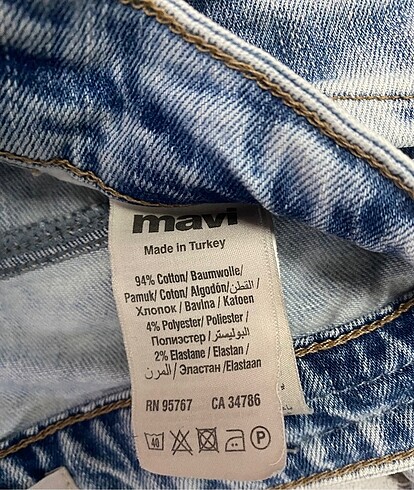 mavi
Made in Turkey
94% Cotton/ Baumwolle/
Pamuk/ Coton/ Algodón/القطن /
Хлопок / Bavlna / Katoen
4% Polyester/ Poliester /
Полиэстер /البوليستر
2% Elastane / Elastan /
المرن/ Эластан /Elastaan
RN 95767 CA 34786
40 P